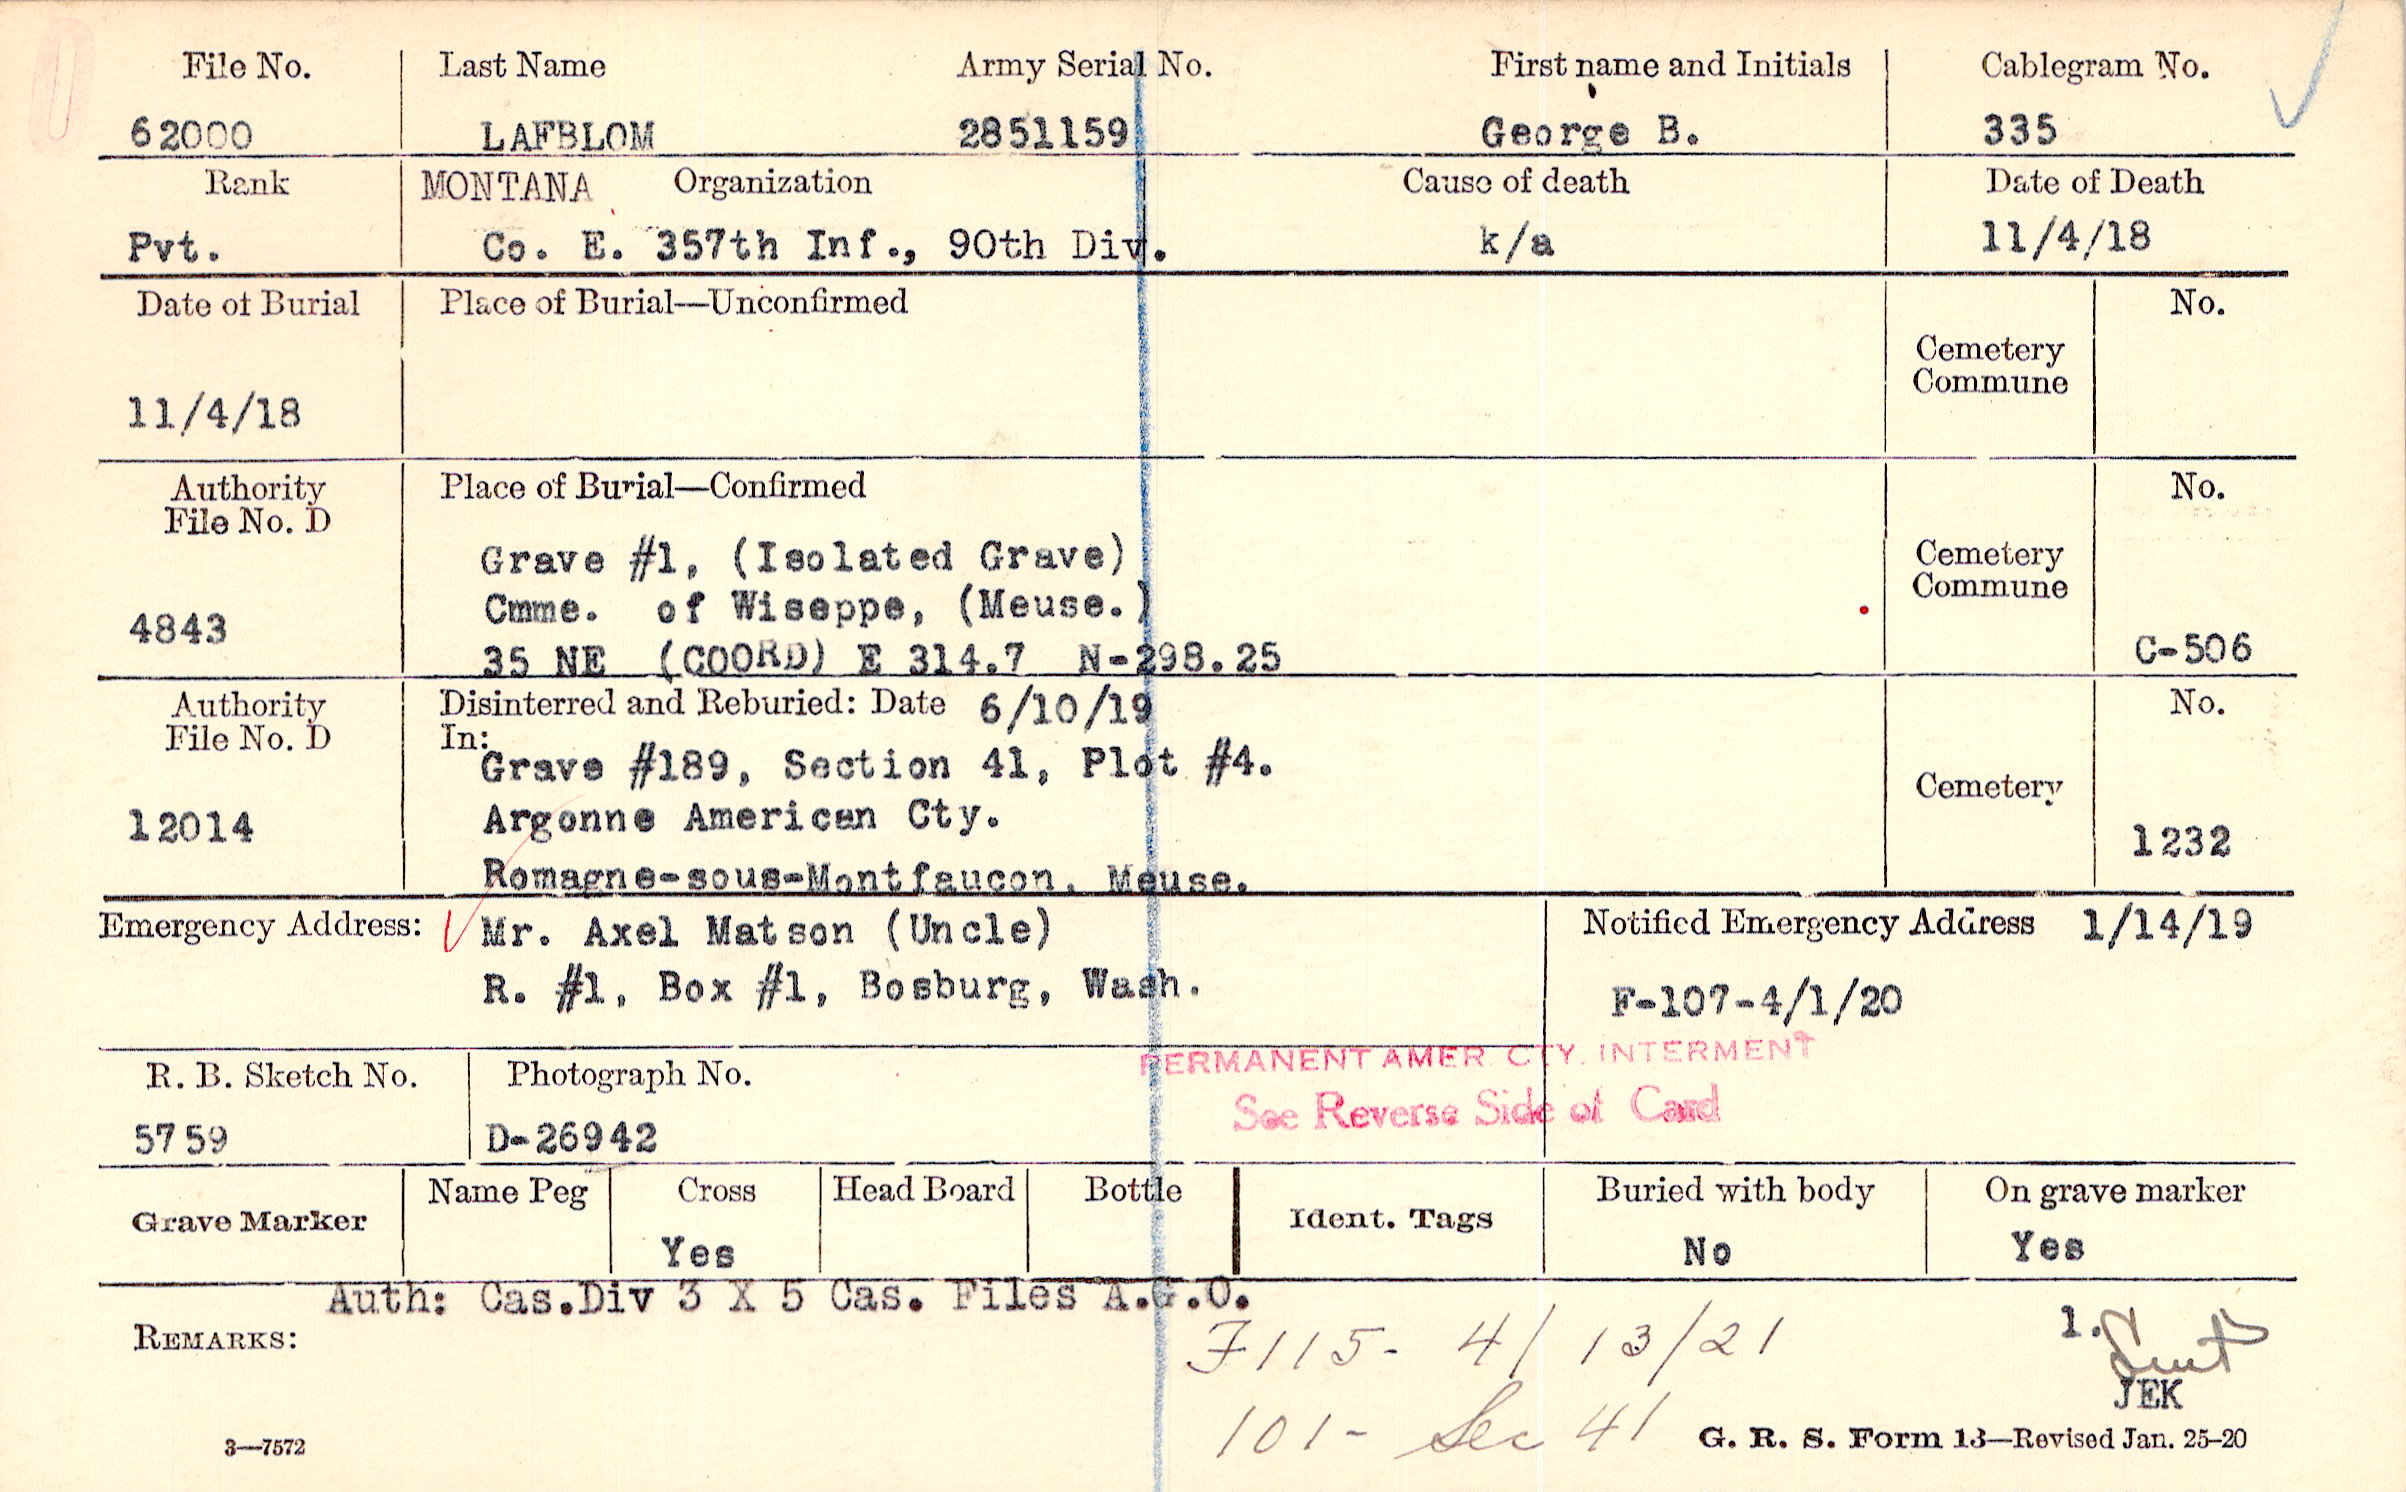 File No. Last Name Army Serial No. First name and Initials Cablegram No.
62000 LAFBLOM 2851159 George B. 335
Rank MONTANA Organization Cause of death Date of Death
Pvt. Co. E. 357th Inf., 90th Div. k/a 11/4/18
Date of Burial Place of Burial—Unconfirmed No.
Cemetery
Commune
11/4/18
Authority Place of Burial—Confirmed No.
File No. D
Grave #1, (Isolated Grave) Cemetery
Commune
Cmme. of Wiseppe, (Meuse.)
4843
35 NE (COORD) E 314.7 N-298.25 C-506
Authority Disinterred and Reburied: Date 6/10/19 No.
File No. D In:
Grave #189, Section 41, Plot #4.
Cemetery
12014 Argonne American Cty.
1232
Romagne-sous-Montfaucon, Meuse.
Emergency Address: Mr. Axel Matson (Uncle) Notified Emergency Address 1/14/19
R. #1, Box #1, Bosburg, Wash. F-107-4/1/20
PERMANENT AMER CTY. INTERMENT
R. B. Sketch No. Photograph No.
See Reverse Side of Card
5759 D-26942
Name Peg Cross Head Board Bottle Buried with body On grave marker
Grave Marker Ident. Tags
Yes No Yes
Auth: Cas.Div 3 X 5 Cas. Files A.G.O.
REMARKS: F115- 4/13/21 1.
JEK
101- Sec 41
3—7572 G. R. S. Form 13—Revised Jan. 25-20